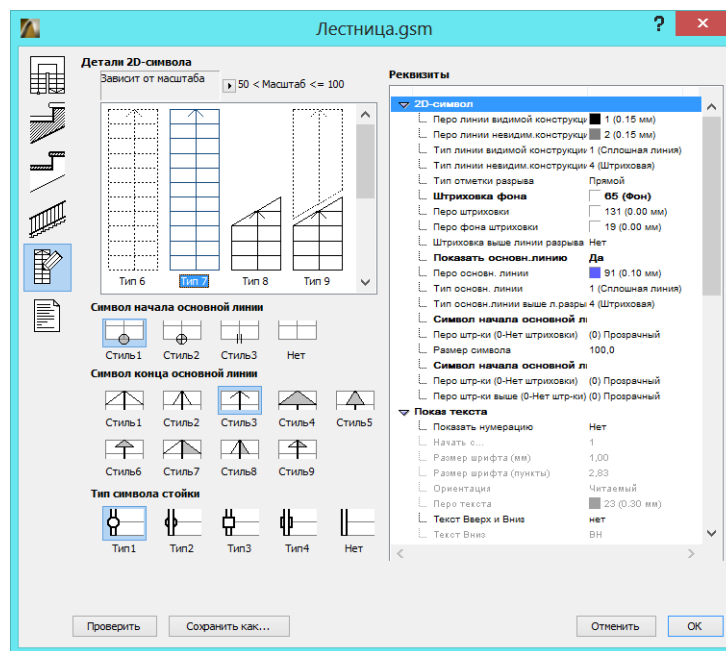 Лестница.gsm
?
×
Детали 2D-символа
Зависит от масштаба
50 < Масштаб <= 100
Тип 6
Тип 7
Тип 8
Тип 9
Символ начала основной линии
Стиль1
Стиль2
Стиль3
Нет
Символ конца основной линии
Стиль1
Стиль2
Стиль3
Стиль4
Стиль5
Стиль6
Стиль7
Стиль8
Стиль9
Тип символа стойки
Тип1
Тип2
Тип3
Тип4
Нет
Реквизиты
2D-символ
Перо линии видимой конструкци 1 (0.15 мм)
Перо линии невидим.конструкци 2 (0.15 мм)
Тип линии видимой конструкции 1 (Сплошная линия)
Тип линии невидим.конструкции 4 (Штриховая)
Тип отметки разрыва Прямой
Штриховка фона 65 (Фон)
Перо штриховки 131 (0.00 мм)
Перо фона штриховки 19 (0.00 мм)
Штриховка выше линии разрыва Нет
Показать основн.линию Да
Перо основн. линии 91 (0.10 мм)
Тип основн. линии 1 (Сплошная линия)
Тип основн.линии выше л.разры 4 (Штриховая)
Символ начала основной л
Перо штр-ки (0-Нет штриховки) (0) Прозрачный
Размер символа 100,0
Символ начала основной л
Перо штр-ки (0-Нет штриховки) (0) Прозрачный
Перо штр-ки выше (0-Нет штр-ки) (0) Прозрачный
Показ текста
Показать нумерацию Нет
Начать с... 1
Размер шрифта (мм) 1,00
Размер шрифта (пункты) 2,83
Ориентация Читаемый
Перо текста 23 (0.30 мм)
Текст Вверх и Вниз нет
Текст Вниз ВН
Проверить
Сохранить как...
Отменить
OK